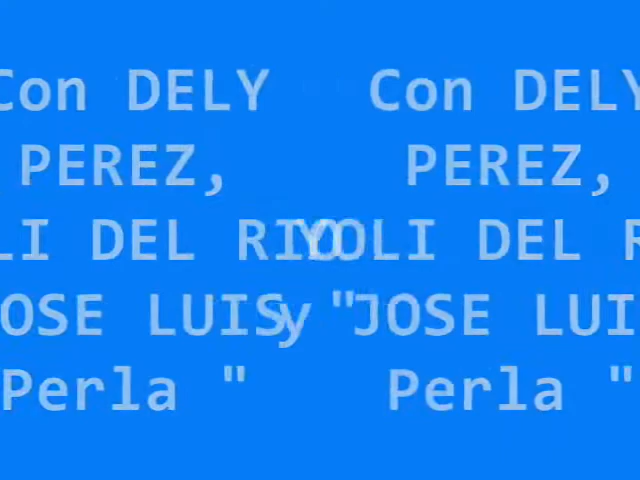 Con DELY Con DELY
PEREZ, PEREZ,
LI DEL RIO YOLI DEL R
OSE LUIS y "JOSE LUI
Perla " Perla "